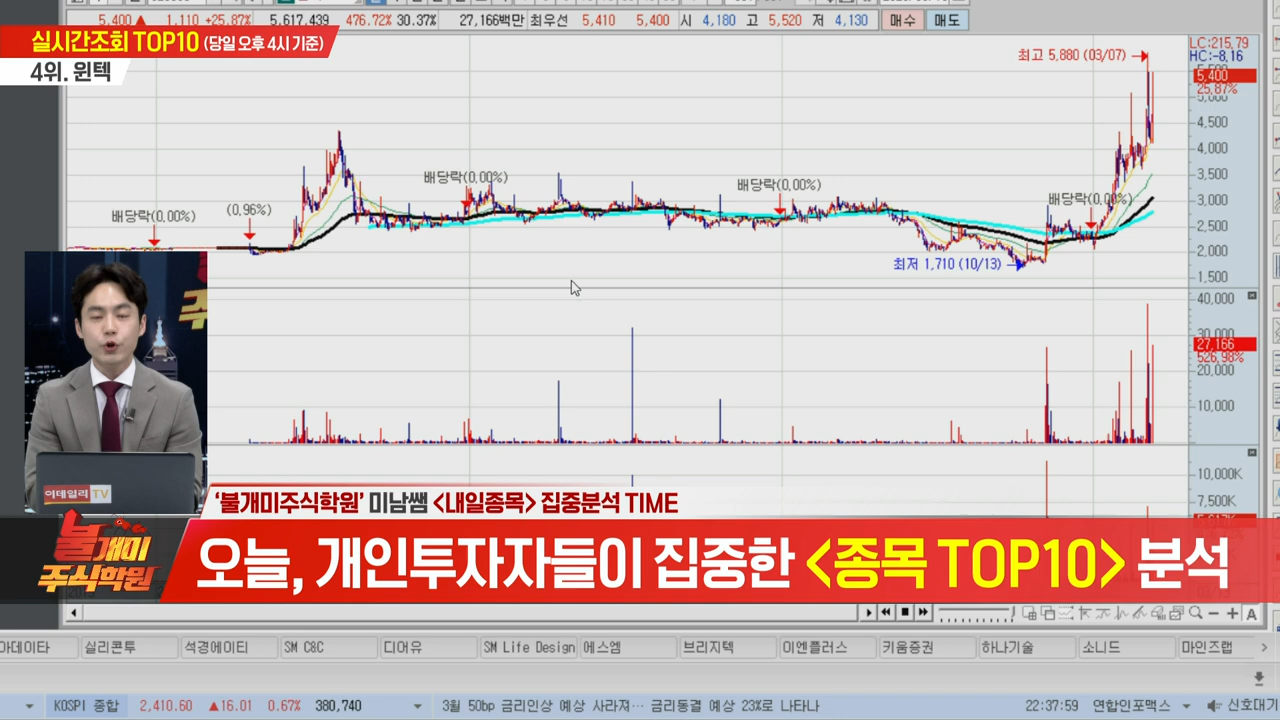 5,400 ▲ 1,110 +25.87% 5,617,439 476.72% 30.37% 27,166백만 최우선 5,410 5,400 시 4,180 고 5,520 저 4,130 매수 매도
실시간조회 TOP10 (당일 오후 4시 기준)
4위. 윈텍
최고 5,880 (03/07)
LC:215.79
HC:-8.16
5,400
25.87%
5,000
4,500
4,000
3,500
3,000
2,500
2,000
1,500
배당락(0.00%)
(0.96%)
배당락(0.00%)
배당락(0.00%)
배당락(0.00%)
최저 1,710 (10/13)
40,000
30,000
27,166
526.98%
20,000
10,000
10,000K
7,500K
이데일리TV
'불개미주식학원' 미남쌤 <내일종목> 집중분석 TIME
불개미
주식학원
오늘, 개인투자자들이 집중한 <종목 TOP10> 분석
A
아데이타 실리콘투 석경에이티 SM C&C 디어유 SM Life Design 에스엠 브리지텍 이엔플러스 키움증권 하나기술 소니드 마인즈랩
KOSPI 종합 2,410.60 ▲16.01 0.67% 380,740 3월 50bp 금리인상 예상 사라져… 금리동결 예상 23%로 나타나 22:37:59 연합인포맥스 신호대기